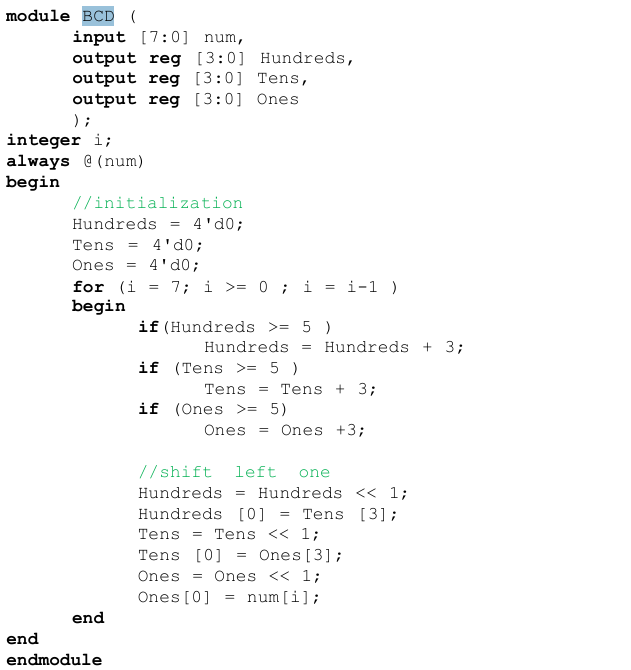 module BCD (
input [7:0] num,
output reg [3:0] Hundreds,
output reg [3:0] Tens,
output reg [3:0] Ones
);
integer i;
always @(num)
begin
//initialization
Hundreds = 4'd0;
Tens = 4'd0;
Ones = 4'd0;
for (i = 7; i >= 0 ; i = i-1 )
begin
if(Hundreds >= 5 )
Hundreds = Hundreds + 3;
if (Tens >= 5 )
Tens = Tens + 3;
if (Ones >= 5)
Ones = Ones +3;
//shift left one
Hundreds = Hundreds << 1;
Hundreds [0] = Tens [3];
Tens = Tens << 1;
Tens [0] = Ones[3];
Ones = Ones << 1;
Ones[0] = num[i];
end
end
endmodule